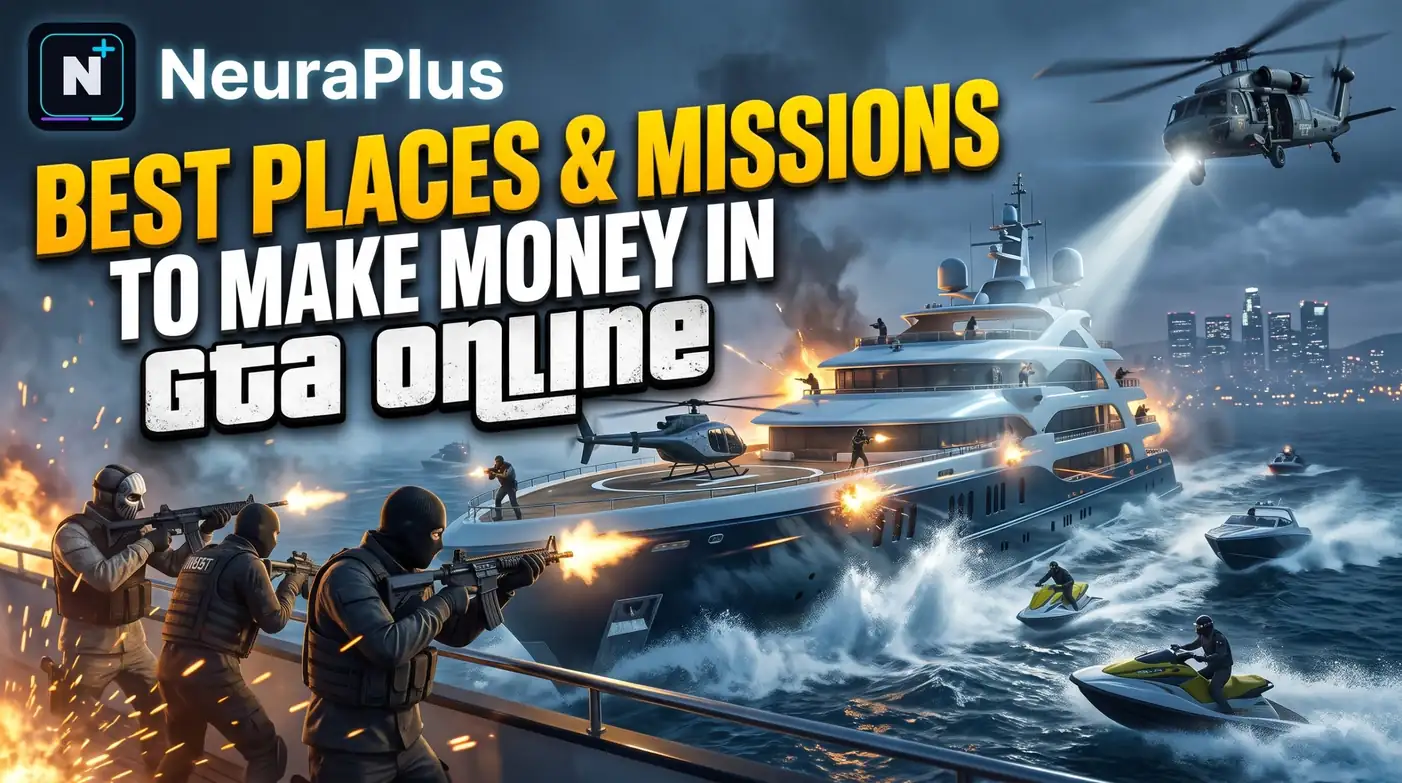 N+
NeuraPlus
BEST PLACES & MISSIONS
TO MAKE MONEY IN
GTA ONLINE